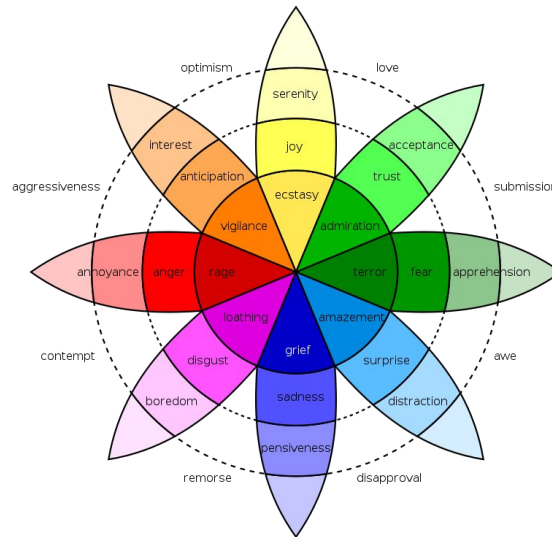 optimism
love
serenity
interest
acceptance
joy
anticipation
trust
aggressiveness
submission
ecstasy
vigilance
admiration
annoyance
anger
rage
terror
fear
apprehension
loathing
amazement
grief
contempt
awe
disgust
surprise
boredom
sadness
distraction
pensiveness
remorse
disapproval